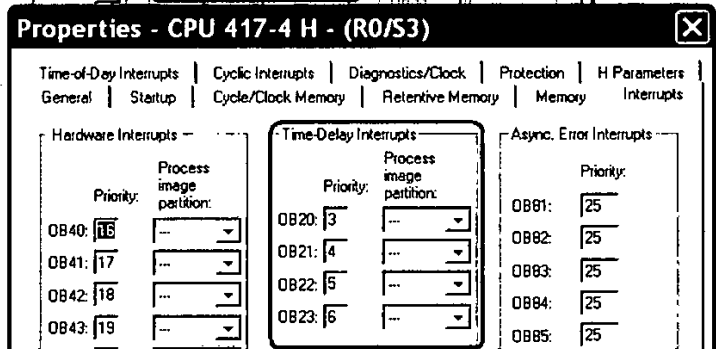 Properties - CPU 417-4 H - (R0/S3)
Time-of-Day Interrupts | Cyclic Interrupts | Diagnostics/Clock | Protection | H Parameters
General | Startup | Cycle/Clock Memory | Retentive Memory | Memory Interrupts
Hardware Interrupts
Priority: Process image partition:
OB40: 16 ---
OB41: 17 ---
OB42: 18 ---
OB43: 19 ---
Time-Delay Interrupts
Priority: Process image partition:
OB20: 3 ---
OB21: 4 ---
OB22: 5 ---
OB23: 6 ---
Async. Error Interrupts
Priority:
OB81: 25
OB82: 25
OB83: 25
OB84: 25
OB85: 25